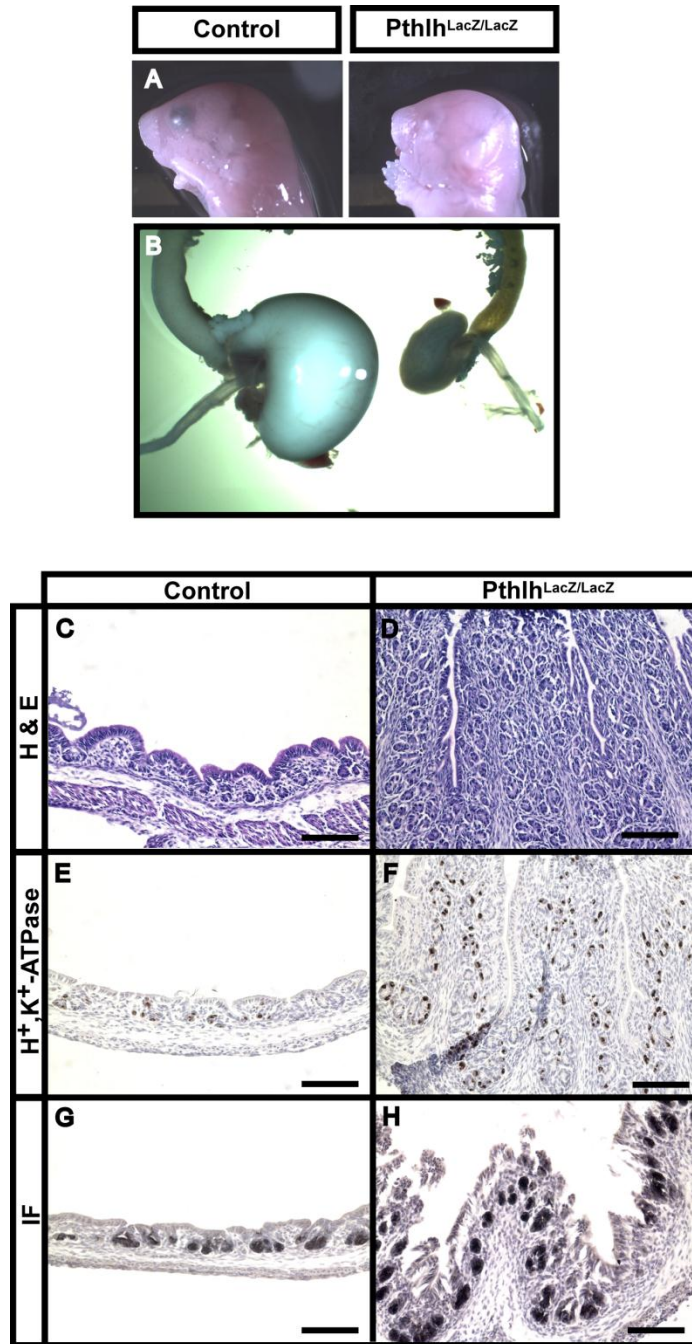 Control Pthlh^LacZ/LacZ
A
B
Control Pthlh^LacZ/LacZ
H & E
C D
H⁺,K⁺-ATPase
E F
IF
G H